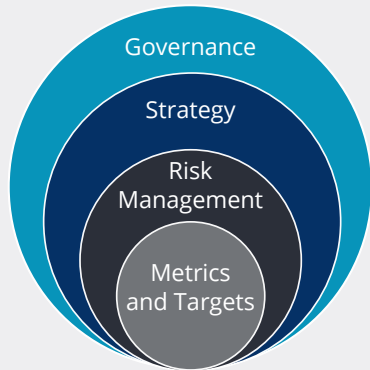 Governance
Strategy
Risk
Management
Metrics
and Targets